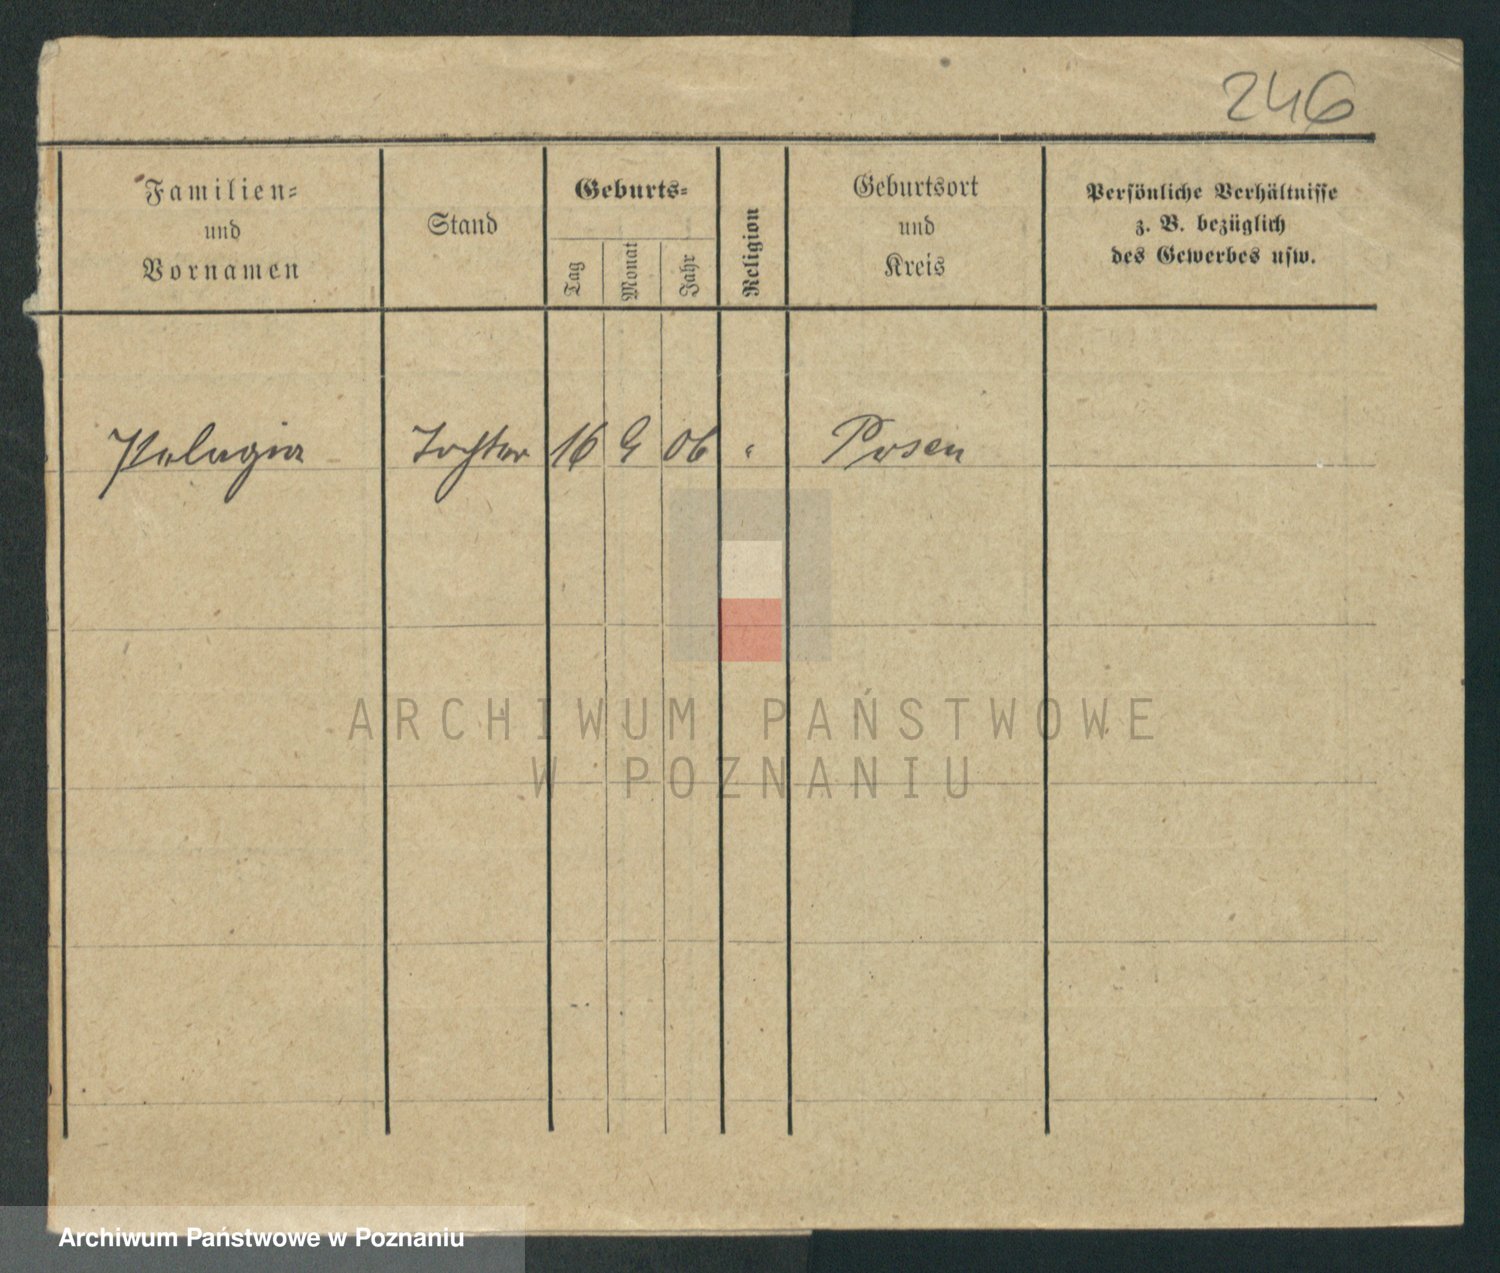 246
Familien=
und
Vornamen
Stand
Geburts=
Tag
Monat
Jahr
Religion
Geburtsort
und
Kreis
Persönliche Verhältnisse
z. B. bezüglich
des Gewerbes usw.
Pelagia Tochter 16 9 06 " Posen
ARCHIWUM PAŃSTWOWE
W POZNANIU
Archiwum Państwowe w Poznaniu